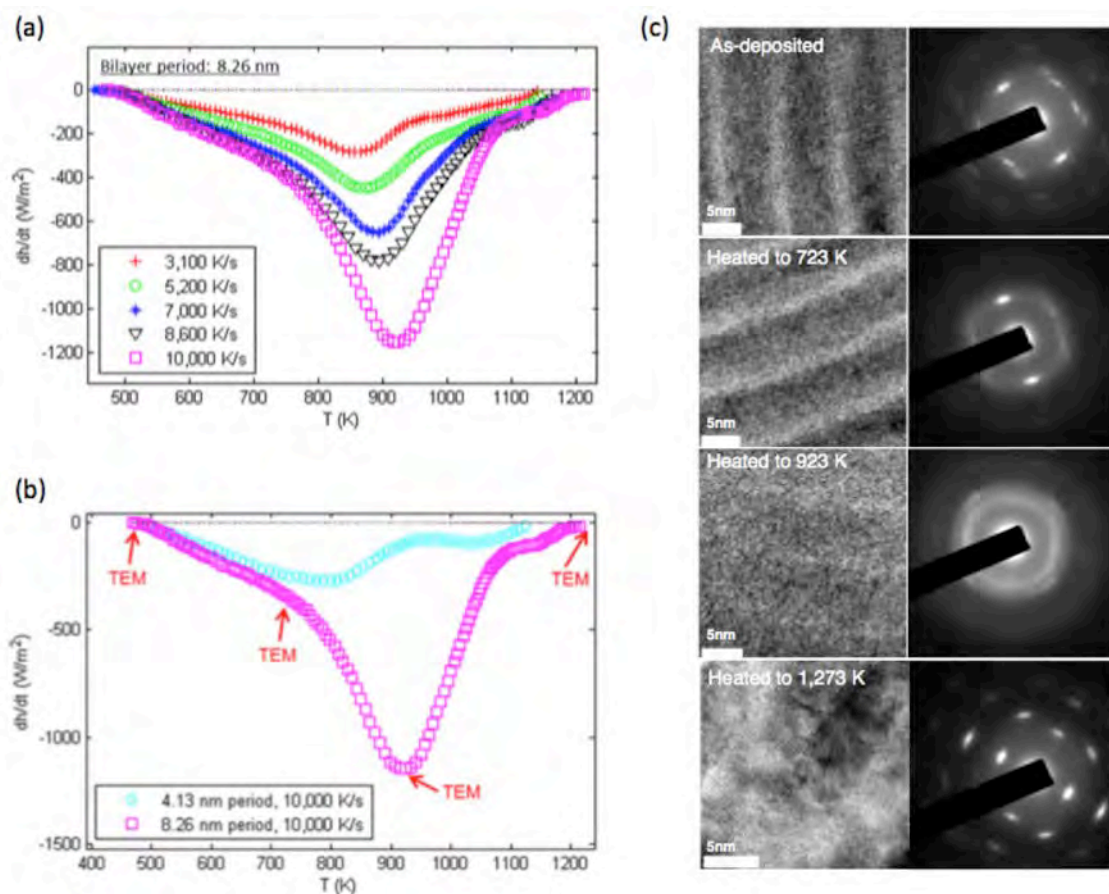 (a)
Bilayer period: 8.26 nm
0
-200
-400
-600
-800
-1000
-1200
dh/dt (W/m²)
3,100 K/s
5,200 K/s
7,000 K/s
8,600 K/s
10,000 K/s
500 600 700 800 900 1000 1100 1200
T (K)
(b)
0
-500
-1000
-1500
dh/dt (W/m²)
TEM
TEM
TEM
TEM
4.13 nm period, 10,000 K/s
8.26 nm period, 10,000 K/s
400 500 600 700 800 900 1000 1100 1200
T (K)
(c)
As-deposited
5nm
Heated to 723 K
5nm
Heated to 923 K
5nm
Heated to 1,273 K
5nm